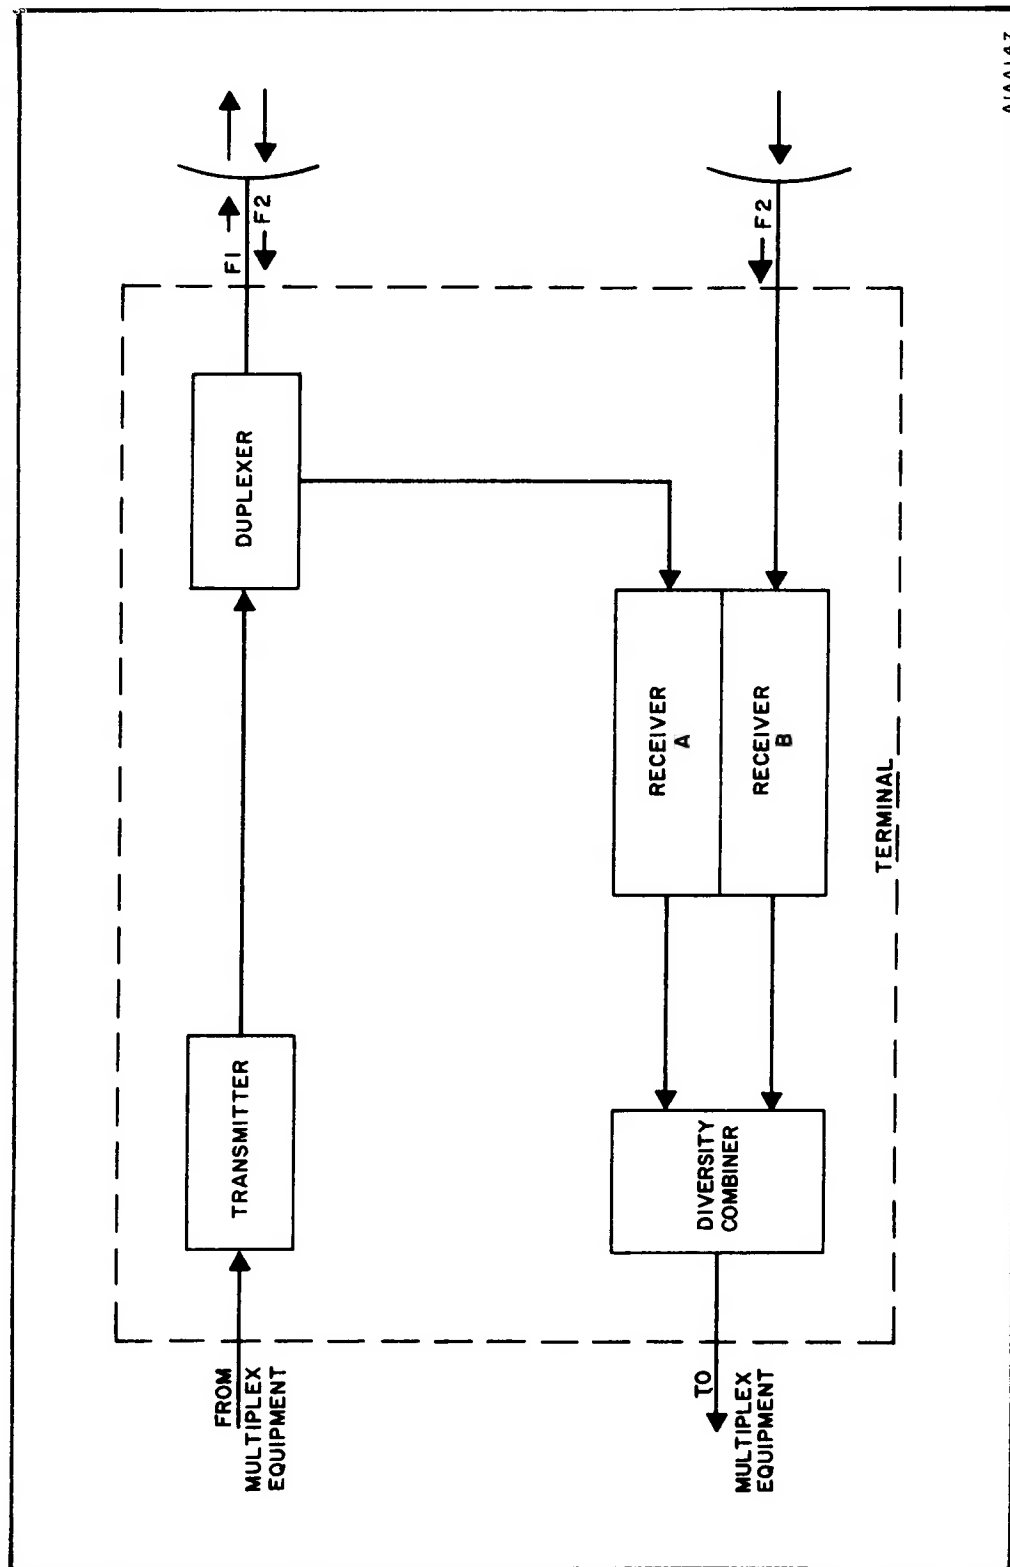 FROM
MULTIPLEX
EQUIPMENT
TRANSMITTER
DUPLEXER
F1
F2
TO
MULTIPLEX
EQUIPMENT
DIVERSITY
COMBINER
RECEIVER
A
RECEIVER
B
F2
TERMINAL